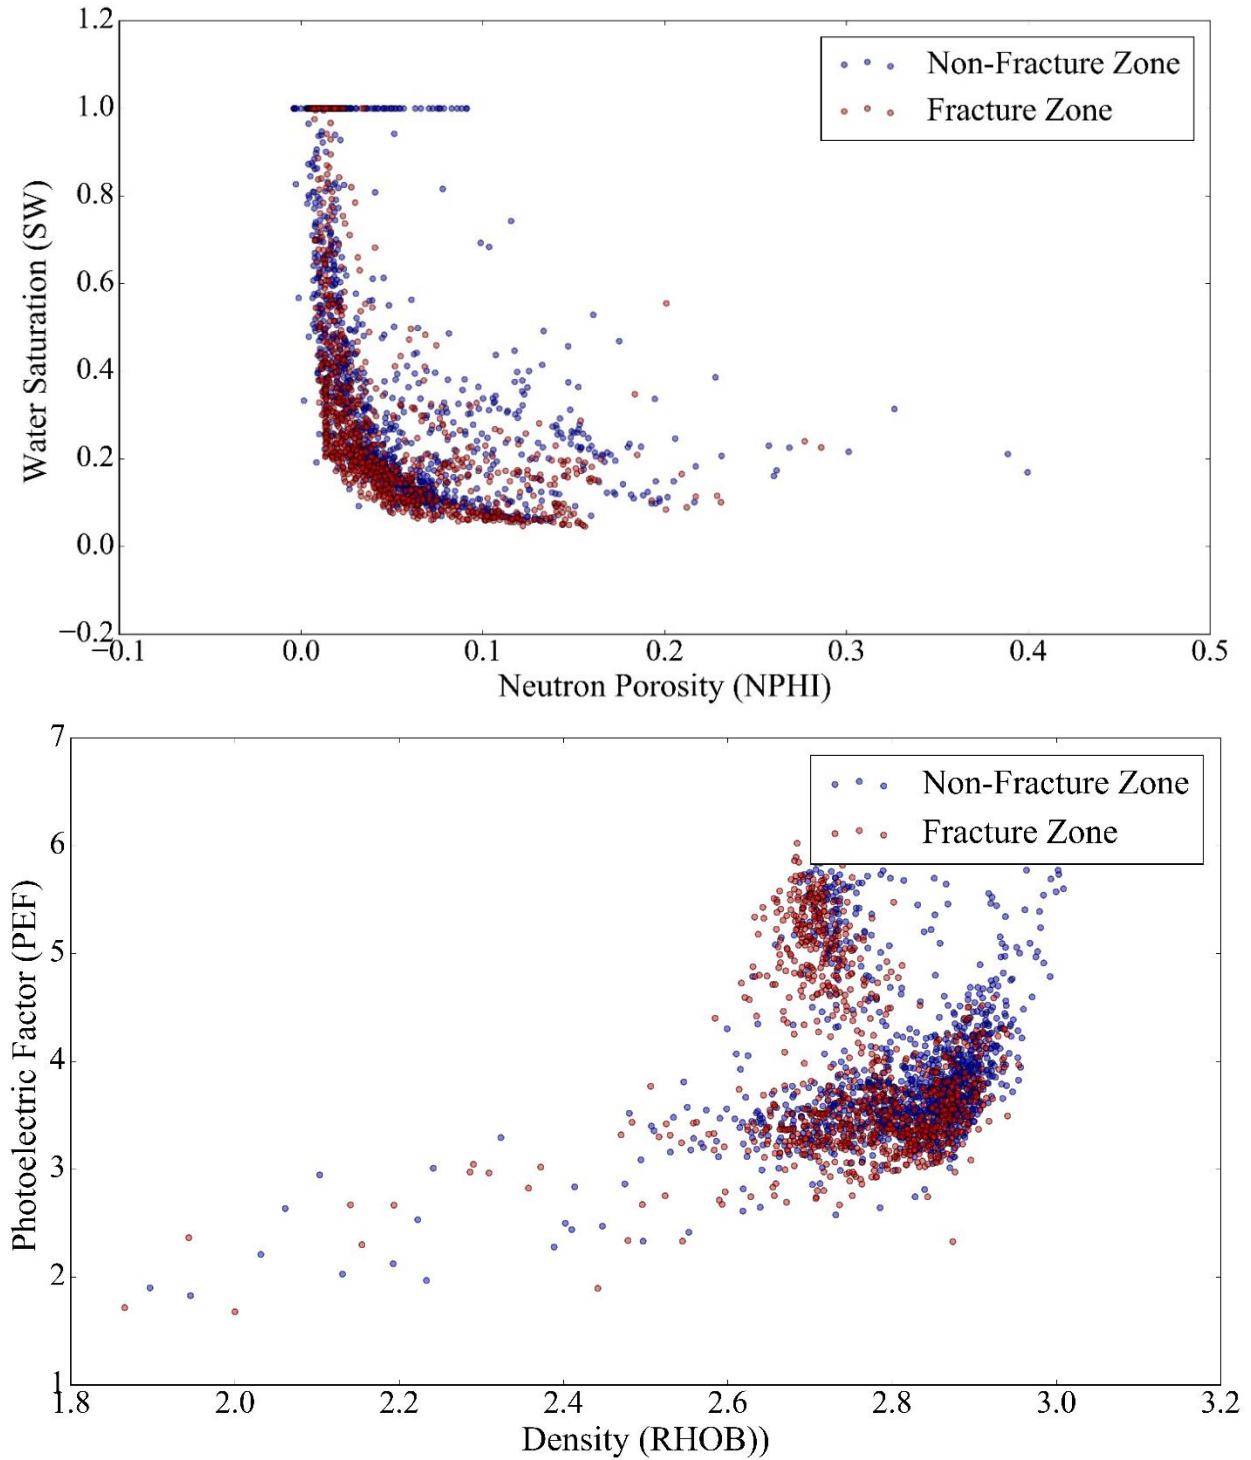 1.2
1.0
0.8
0.6
0.4
0.2
0.0
−0.2
Water Saturation (SW)
Non-Fracture Zone
Fracture Zone
−0.1 0.0 0.1 0.2 0.3 0.4 0.5
Neutron Porosity (NPHI)
7
6
5
4
3
2
1
Photoelectric Factor (PEF)
Non-Fracture Zone
Fracture Zone
1.8 2.0 2.2 2.4 2.6 2.8 3.0 3.2
Density (RHOB))